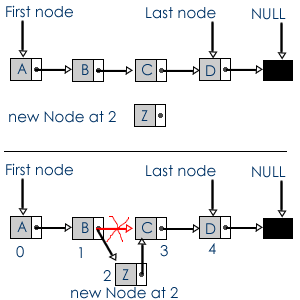 First node Last node NULL
A B C D
new Node at 2 Z
First node Last node NULL
A B C D
0 1 3 4
2 Z
new Node at 2